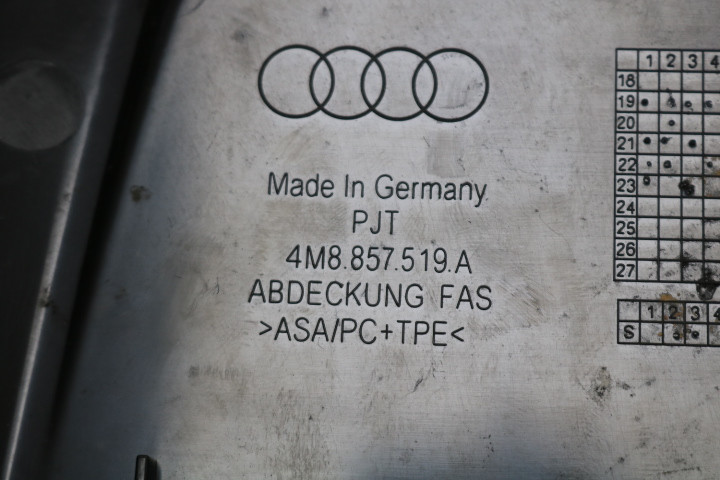 Made In Germany
PJT
4M8.857.519.A
ABDECKUNG FAS
>ASA/PC+TPE<
1 2 3 4
18
19
20
21
22
23
24
25
26
27
1 2 3 4
S